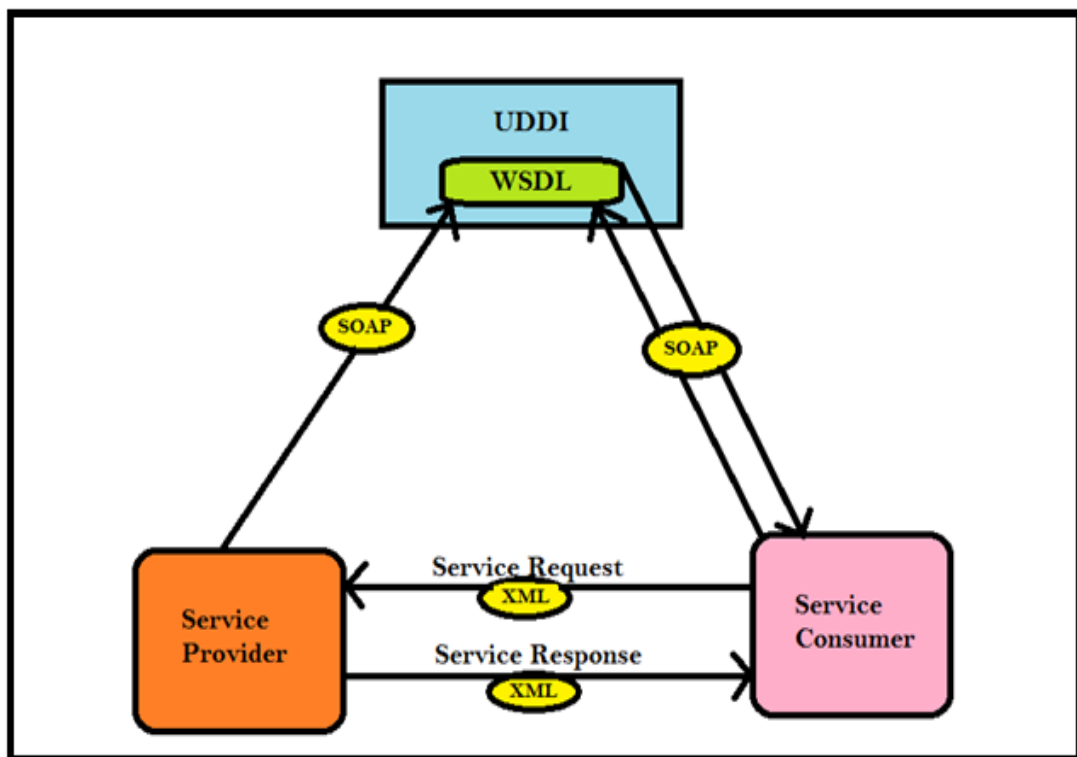 UDDI
WSDL
SOAP
SOAP
Service Request
XML
Service
Provider
Service
Consumer
Service Response
XML